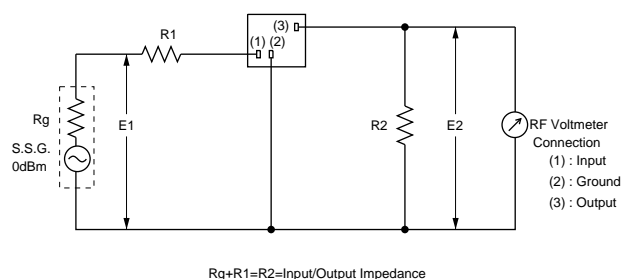 (3)
R1
(1) (2)
Rg
E1
R2
E2
S.S.G.
0dBm
RF Voltmeter
Connection
(1) : Input
(2) : Ground
(3) : Output
Rg+R1=R2=Input/Output Impedance